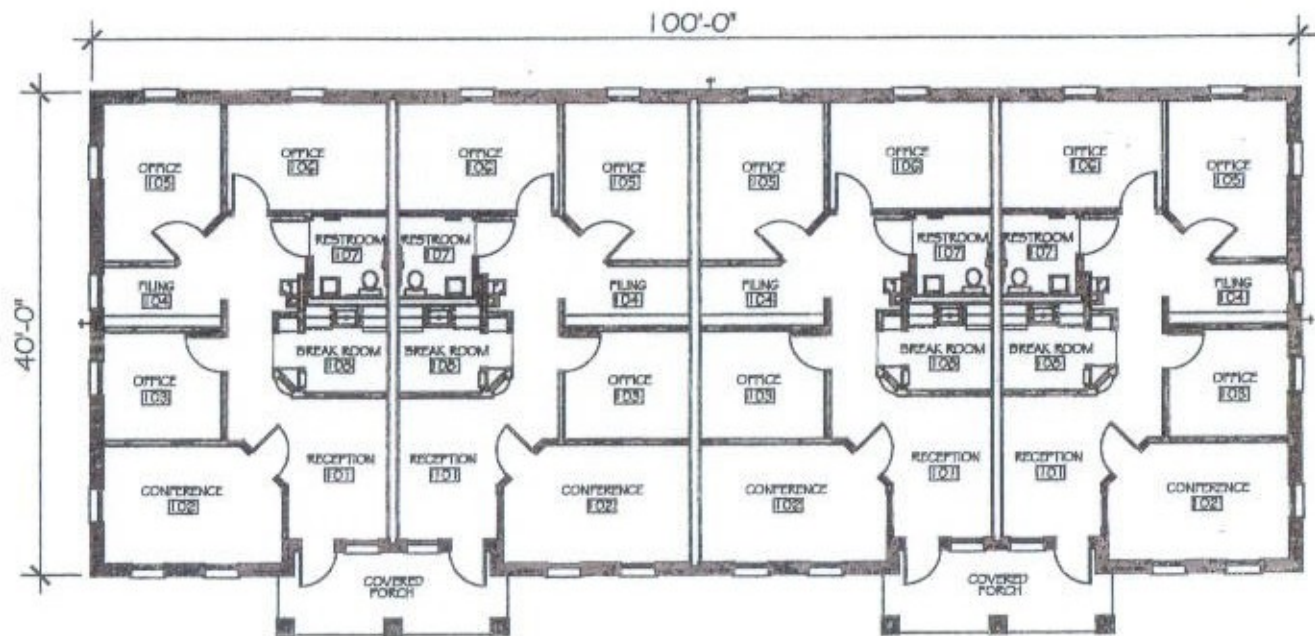 100'-0"
40'-0"
OFFICE
105
OFFICE
106
OFFICE
106
OFFICE
105
OFFICE
105
OFFICE
106
OFFICE
106
OFFICE
105
RESTROOM
107
RESTROOM
107
RESTROOM
107
RESTROOM
107
FILING
104
FILING
104
FILING
104
FILING
104
BREAK ROOM
108
BREAK ROOM
108
BREAK ROOM
108
BREAK ROOM
108
OFFICE
103
OFFICE
103
OFFICE
103
OFFICE
103
RECEPTION
101
RECEPTION
101
RECEPTION
101
RECEPTION
101
CONFERENCE
102
CONFERENCE
102
CONFERENCE
102
CONFERENCE
102
COVERED
PORCH
COVERED
PORCH